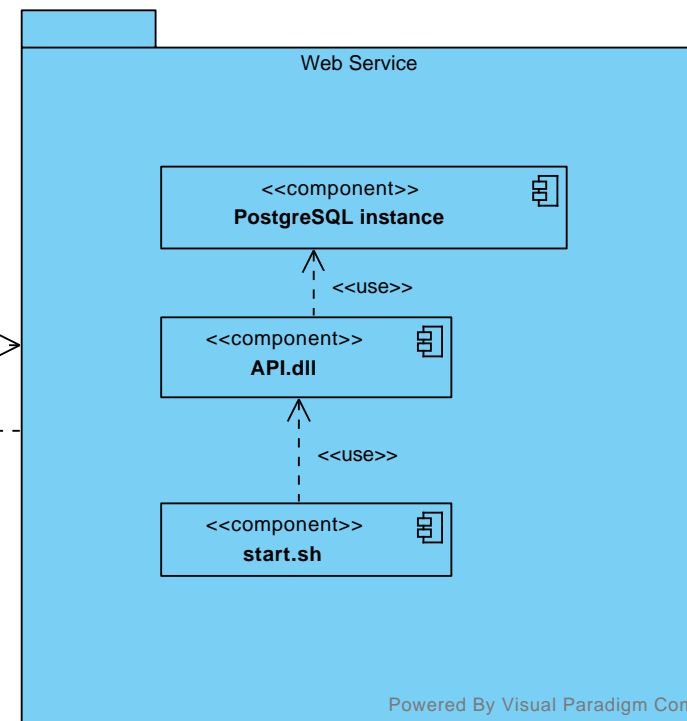 Web Service
<<component>>
PostgreSQL instance
<<use>>
<<component>>
API.dll
<<use>>
<<component>>
start.sh
Powered By Visual Paradigm Com